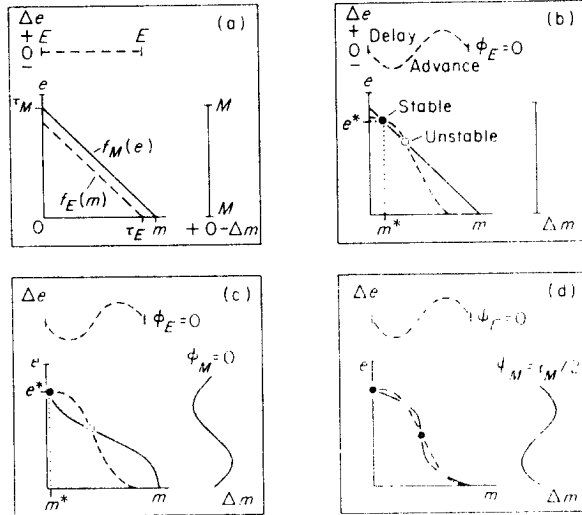 Δe
(a)
+ E E
0
−
e
τM
fM(e)
fE(m)
M
M
0
τE m
+ 0 - Δm
Δe
(b)
+
0 Delay
− Advance
ϕE = 0
e*
Stable
Unstable
m*
m
Δm
Δe
(c)
ϕE = 0
ϕM = 0
e
e*
m*
m
Δm
Δe
(d)
e
m
Δm